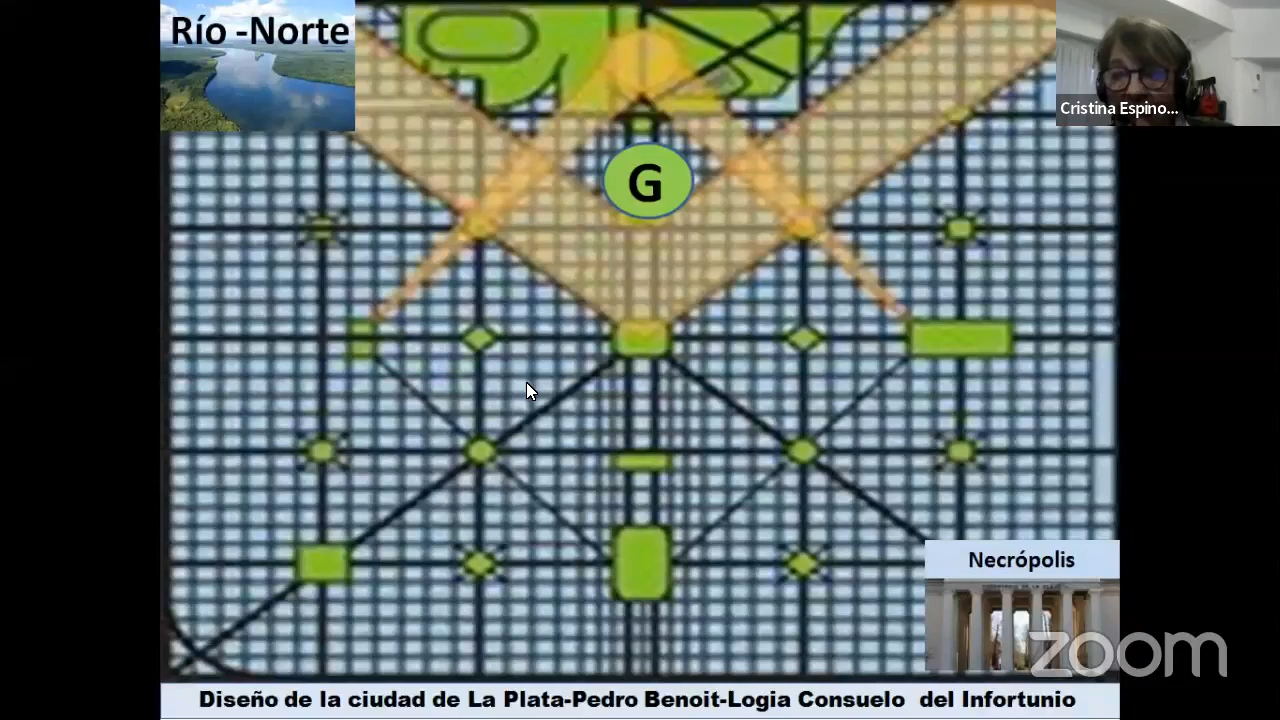 Río -Norte
Cristina Espino...
G
Necrópolis
zoom
Diseño de la ciudad de La Plata-Pedro Benoit-Logia Consuelo del Infortunio